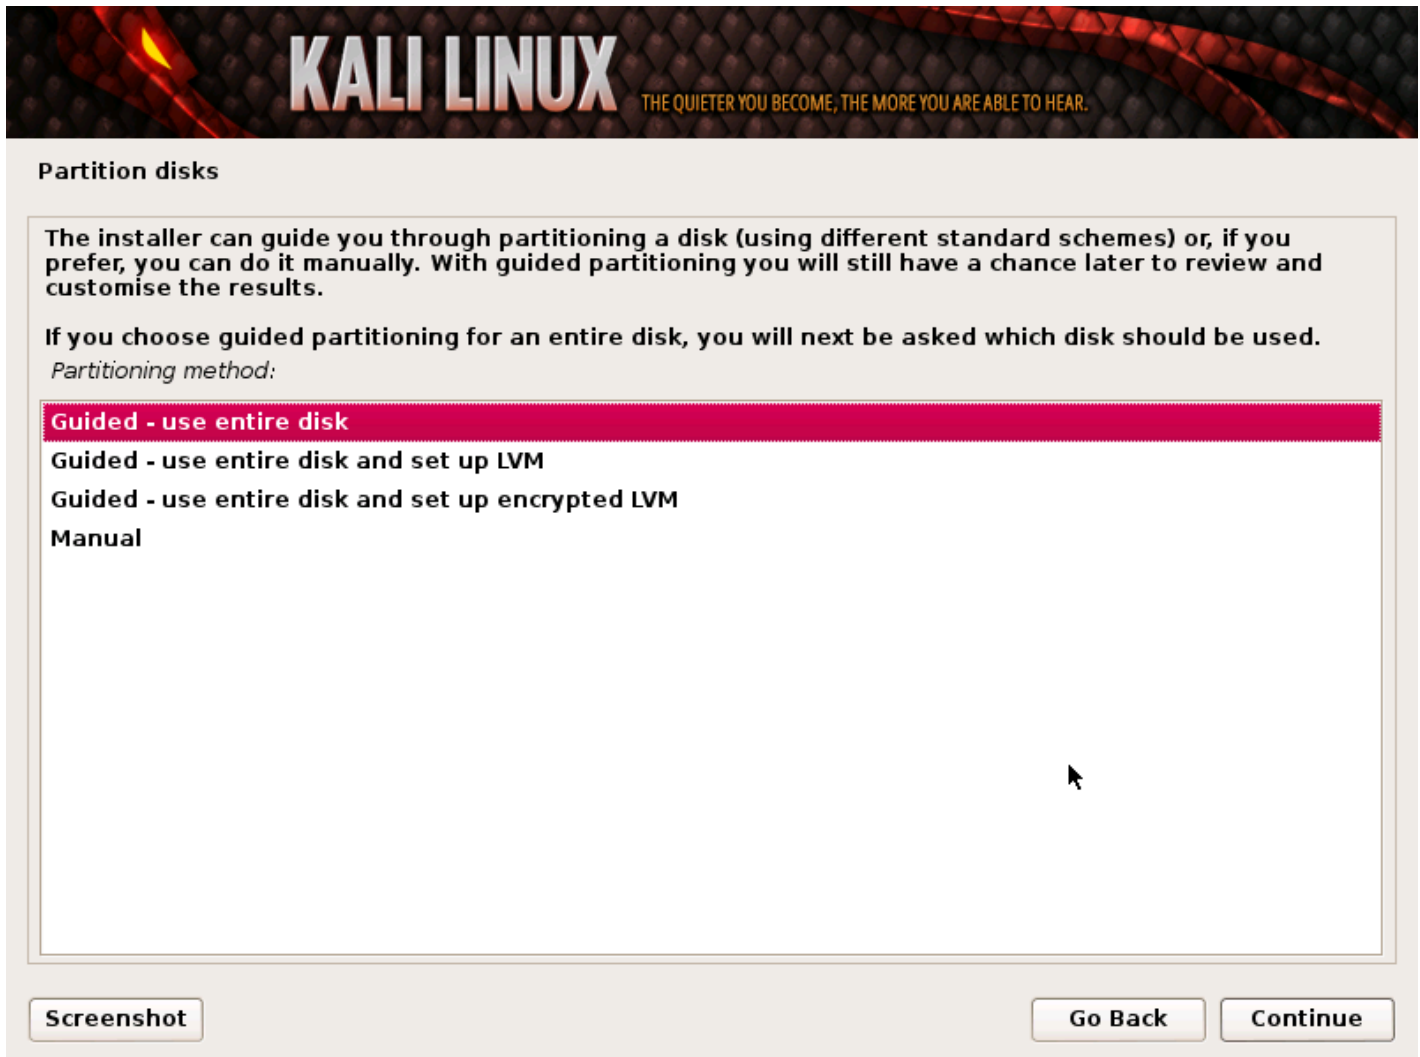 KALI LINUX
THE QUIETER YOU BECOME, THE MORE YOU ARE ABLE TO HEAR.
Partition disks
The installer can guide you through partitioning a disk (using different standard schemes) or, if you
prefer, you can do it manually. With guided partitioning you will still have a chance later to review and
customise the results.
If you choose guided partitioning for an entire disk, you will next be asked which disk should be used.
Partitioning method:
Guided - use entire disk
Guided - use entire disk and set up LVM
Guided - use entire disk and set up encrypted LVM
Manual
Screenshot
Go Back
Continue